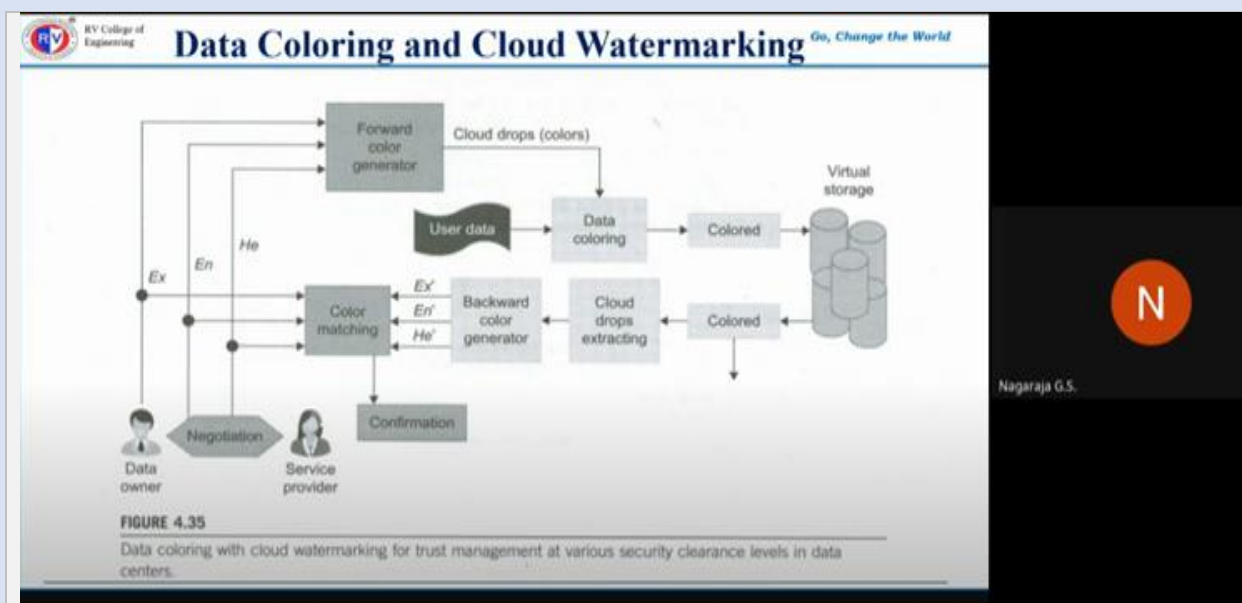 RV College of
Engineering
Data Coloring and Cloud Watermarking
Go, Change the World
RV
Forward
color
generator
Cloud drops (colors)
Virtual
storage
User data
Data
coloring
Colored
He
En
Ex
Color
matching
Ex'
En'
He'
Backward
color
generator
Cloud
drops
extracting
Colored
Negotiation
Confirmation
Data
owner
Service
provider
FIGURE 4.35
Data coloring with cloud watermarking for trust management at various security clearance levels in data
centers.
N
Nagaraja G.S.